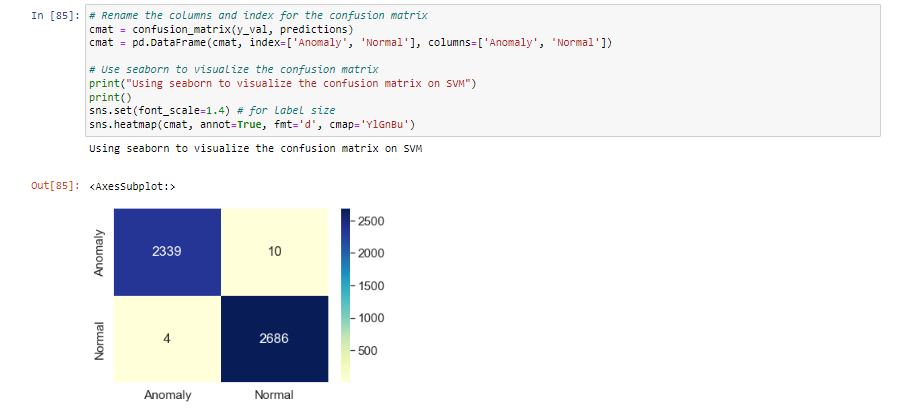 In [85]: # Rename the columns and index for the confusion matrix
cmat = confusion_matrix(y_val, predictions)
cmat = pd.DataFrame(cmat, index=['Anomaly', 'Normal'], columns=['Anomaly', 'Normal'])
# Use seaborn to visualize the confusion matrix
print("Using seaborn to visualize the confusion matrix on SVM")
print()
sns.set(font_scale=1.4) # for label size
sns.heatmap(cmat, annot=True, fmt='d', cmap='YlGnBu')
Using seaborn to visualize the confusion matrix on SVM
Out[85]: <AxesSubplot:>
Anomaly
2339
10
Normal
4
2686
Anomaly
Normal
2500
2000
1500
1000
500